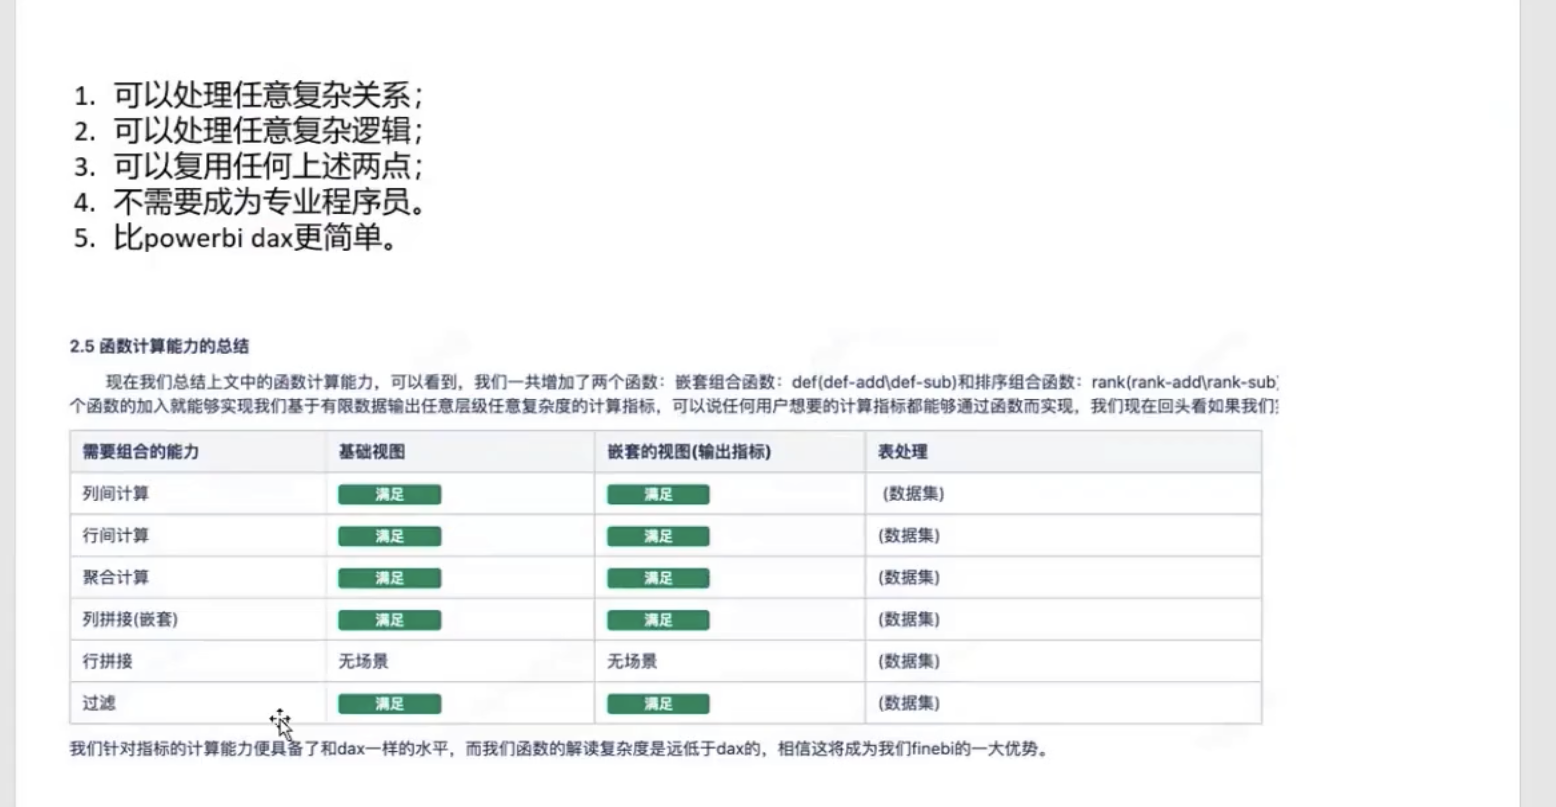 1. 可以处理任意复杂关系；
2. 可以处理任意复杂逻辑；
3. 可以复用任何上述两点；
4. 不需要成为专业程序员。
5. 比powerbi dax更简单。
2.5 函数计算能力的总结
现在我们总结上文中的函数计算能力，可以看到，我们一共增加了两个函数：嵌套组合函数：def(def-add\def-sub)和排序组合函数：rank(rank-add\rank-sub)
个函数的加入就能够实现我们基于有限数据输出任意层级任意复杂度的计算指标，可以说任何用户想要的计算指标都能够通过函数而实现，我们现在回头看如果我们
需要组合的能力 基础视图 嵌套的视图(输出指标) 表处理
列间计算 满足 满足 (数据集)
行间计算 满足 满足 (数据集)
聚合计算 满足 满足 (数据集)
列拼接(嵌套) 满足 满足 (数据集)
行拼接 无场景 无场景 (数据集)
过滤 满足 满足 (数据集)
我们针对指标的计算能力便具备了和dax一样的水平，而我们函数的解读复杂度是远低于dax的，相信这将成为我们finebi的一大优势。